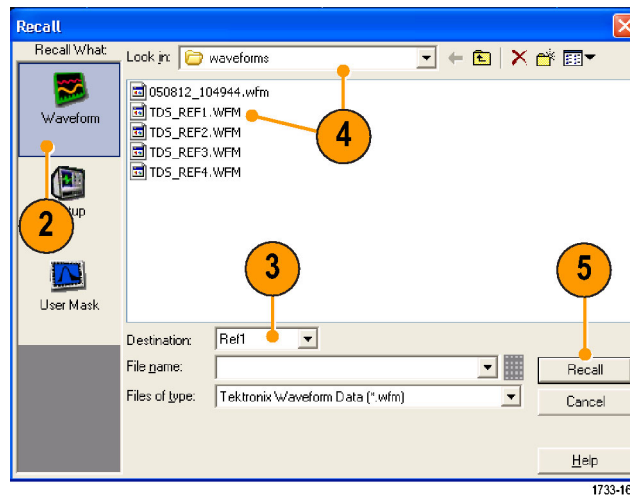 Recall
Recall What:
Look in: waveforms
Waveform
050812_104944.wfm
TDS_REF1.WFM
TDS_REF2.WFM
TDS_REF3.WFM
TDS_REF4.WFM
4
2
tup
3
5
User Mask
Destination: Ref1
File name:
Recall
Files of type: Tektronix Waveform Data (*.wfm)
Cancel
Help
1733-16